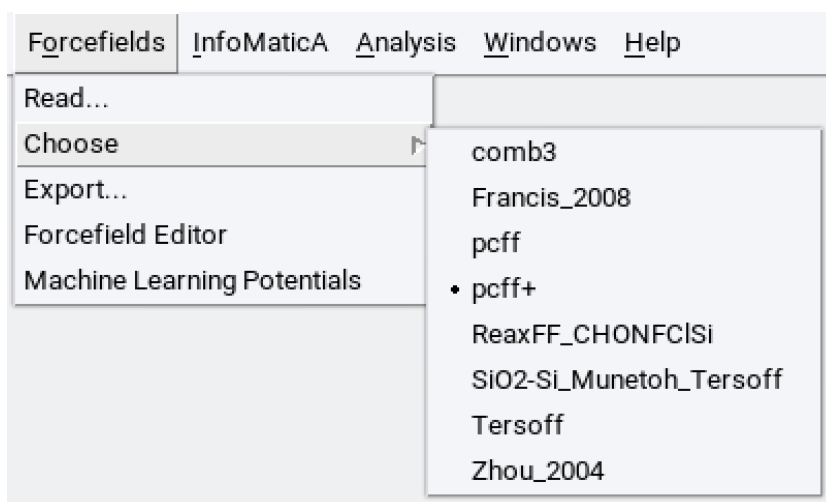 Forcefields InfoMaticA Analysis Windows Help
Read...
Choose
Export...
Forcefield Editor
Machine Learning Potentials
comb3
Francis_2008
pcff
• pcff+
ReaxFF_CHONFClSi
SiO2-Si_Munetoh_Tersoff
Tersoff
Zhou_2004